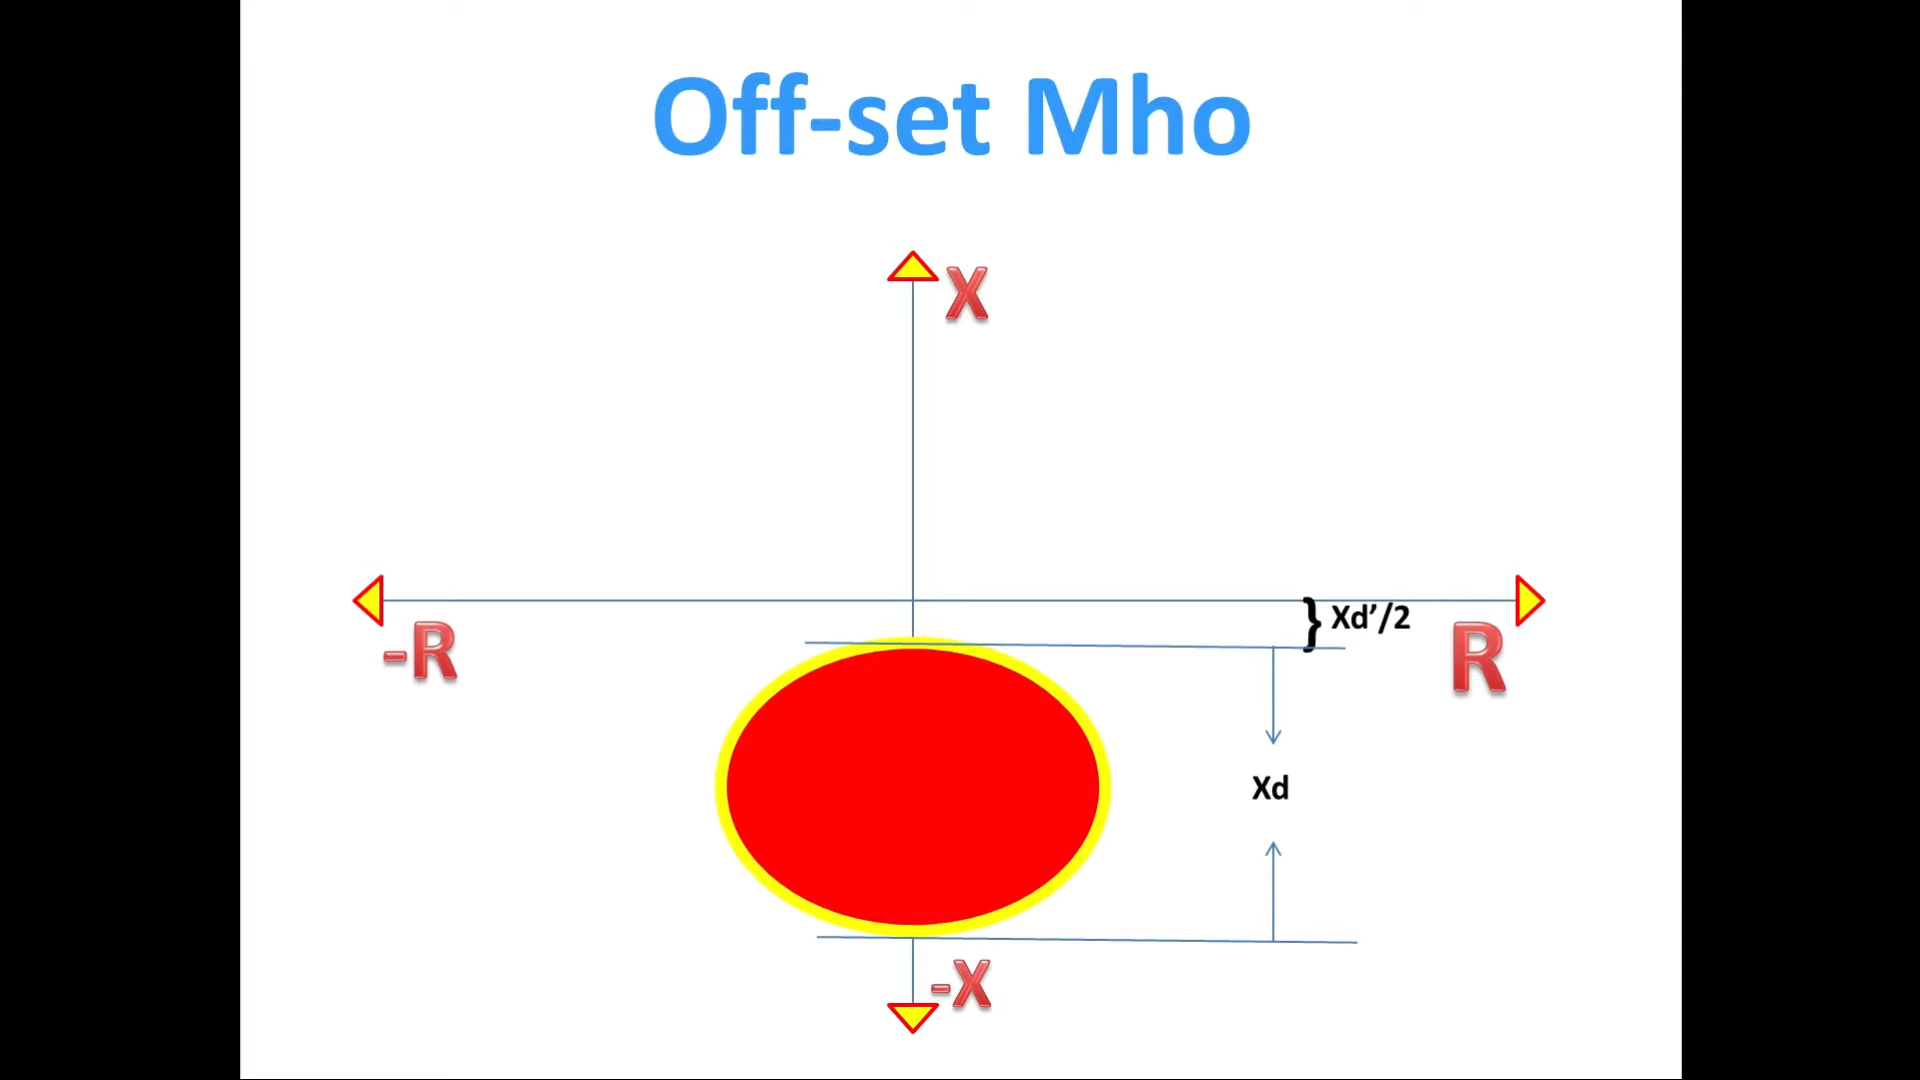 Off-set Mho
X
} Xd’/2
-R
R
Xd
-X